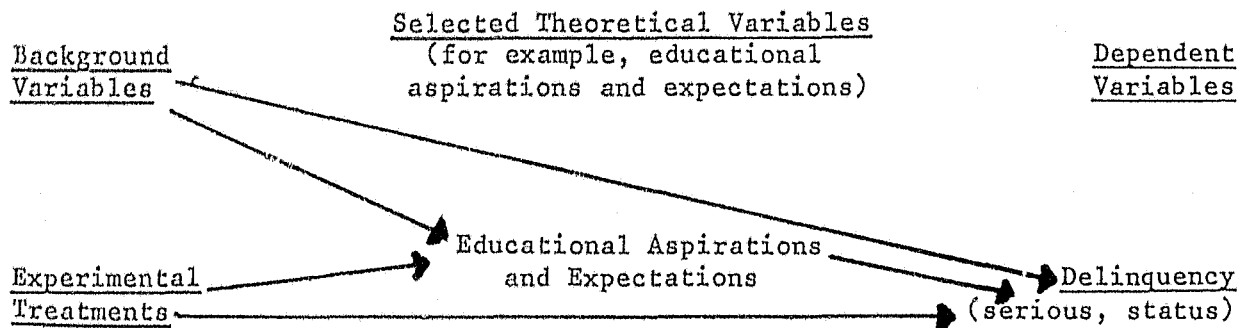 Selected Theoretical Variables
(for example, educational
aspirations and expectations)
Background
Variables
Dependent
Variables
Educational Aspirations
and Expectations
Experimental
Treatments
Delinquency
(serious, status)